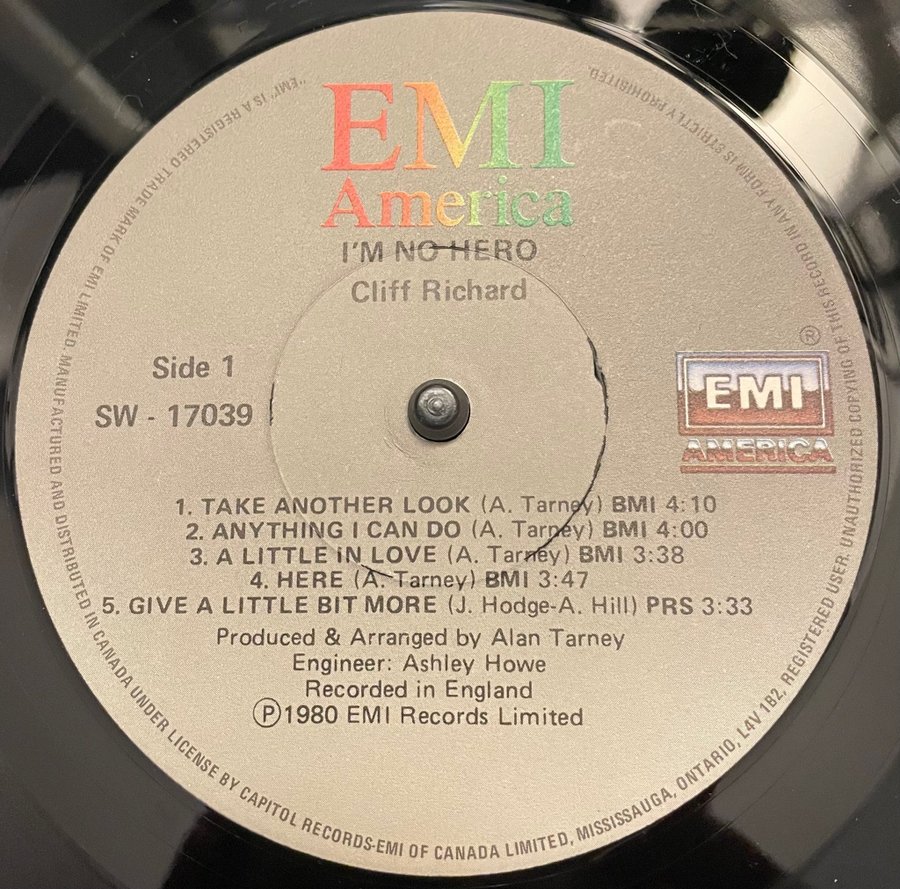 EMI
America
I'M NO HERO
Cliff Richard
Side 1
SW - 17039
®
EMI
AMERICA
1. TAKE ANOTHER LOOK (A. Tarney) BMI 4:10
2. ANYTHING I CAN DO (A. Tarney) BMI 4:00
3. A LITTLE IN LOVE (A. Tarney) BMI 3:38
4. HERE (A. Tarney) BMI 3:47
5. GIVE A LITTLE BIT MORE (J. Hodge-A. Hill) PRS 3:33
Produced & Arranged by Alan Tarney
Engineer: Ashley Howe
Recorded in England
Ⓟ1980 EMI Records Limited
"EMI" IS A REGISTERED TRADE MARK OF EMI LIMITED. MANUFACTURED AND DISTRIBUTED IN CANADA UNDER LICENSE BY CAPITOL RECORDS-EMI OF CANADA LIMITED, MISSISSAUGA, ONTARIO, L4V 1B2, REGISTERED USER. UNAUTHORIZED COPYING OF THIS RECORD IN ANY FORM IS STRICTLY PROHIBITED.